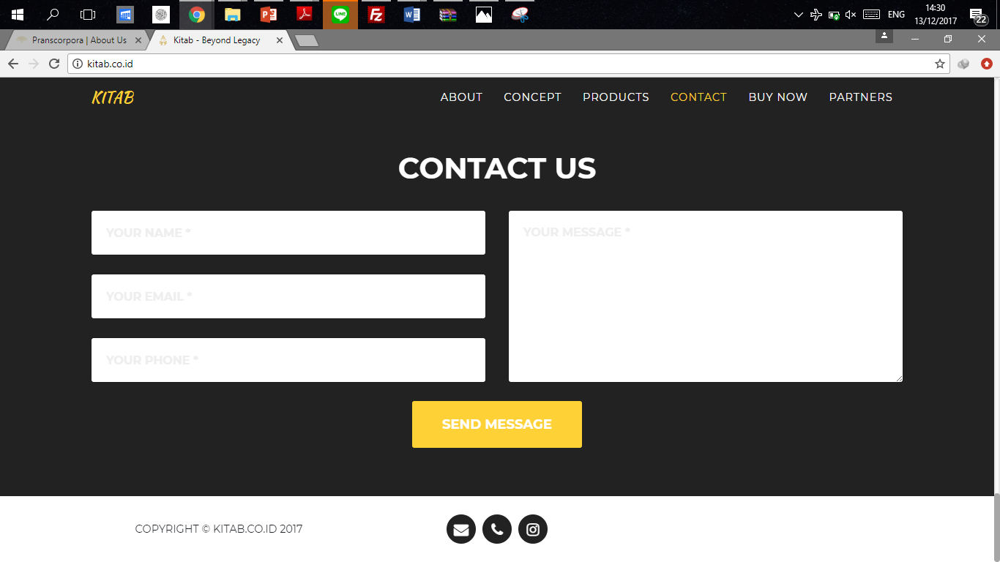 ENG
14:30
13/12/2017
22
Pranscorpora | About Us
Kitab - Beyond Legacy
kitab.co.id
KITAB
ABOUT
CONCEPT
PRODUCTS
CONTACT
BUY NOW
PARTNERS
CONTACT US
YOUR NAME *
YOUR EMAIL *
YOUR PHONE *
YOUR MESSAGE *
SEND MESSAGE
COPYRIGHT © KITAB.CO.ID 2017